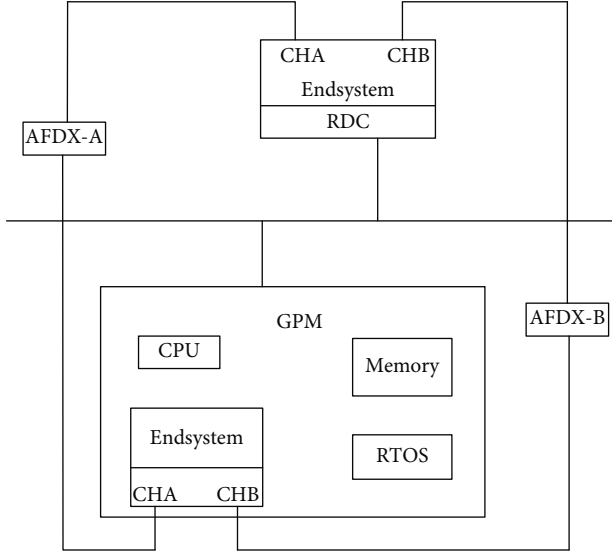 CHA CHB
Endsystem
RDC
AFDX-A
GPM
AFDX-B
CPU
Memory
Endsystem
RTOS
CHA CHB